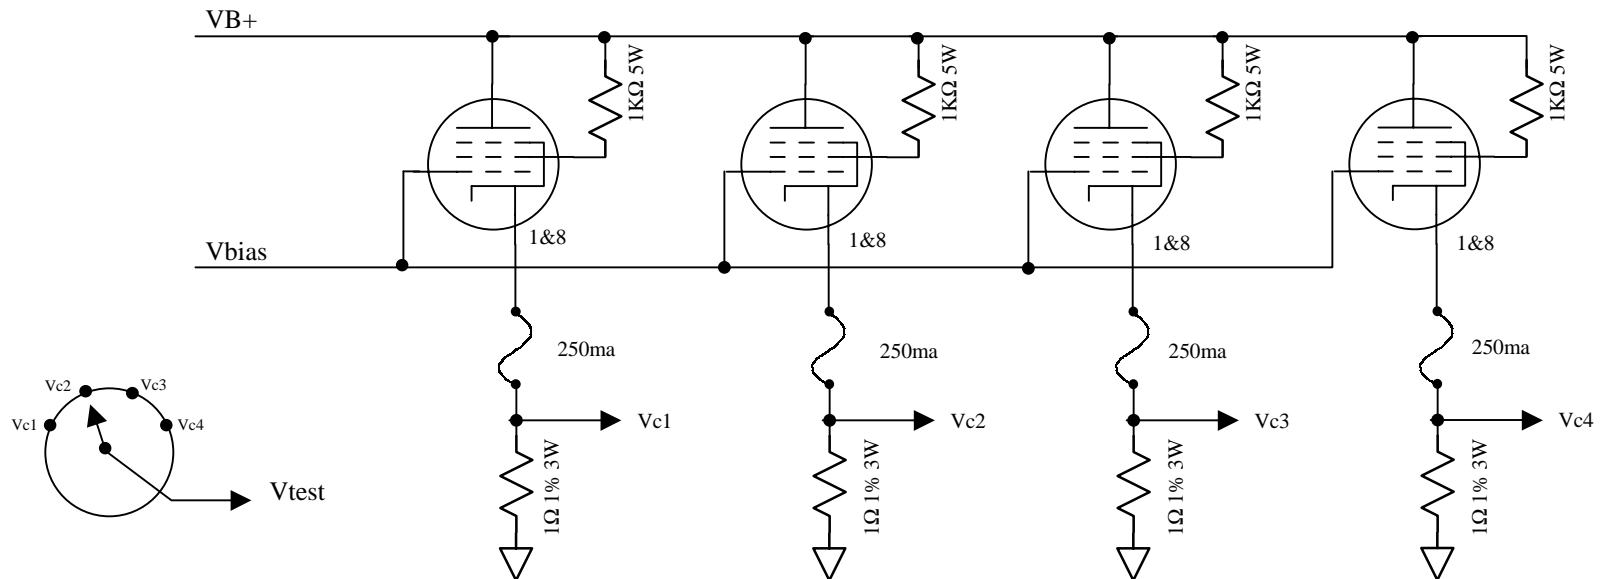 VB+
1KΩ 5W
1KΩ 5W
1KΩ 5W
1KΩ 5W
1&8
1&8
1&8
1&8
Vbias
250ma
250ma
250ma
250ma
Vc2
Vc3
Vc1
Vc4
Vc1
Vc2
Vc3
Vc4
Vtest
1Ω 1% 3W
1Ω 1% 3W
1Ω 1% 3W
1Ω 1% 3W